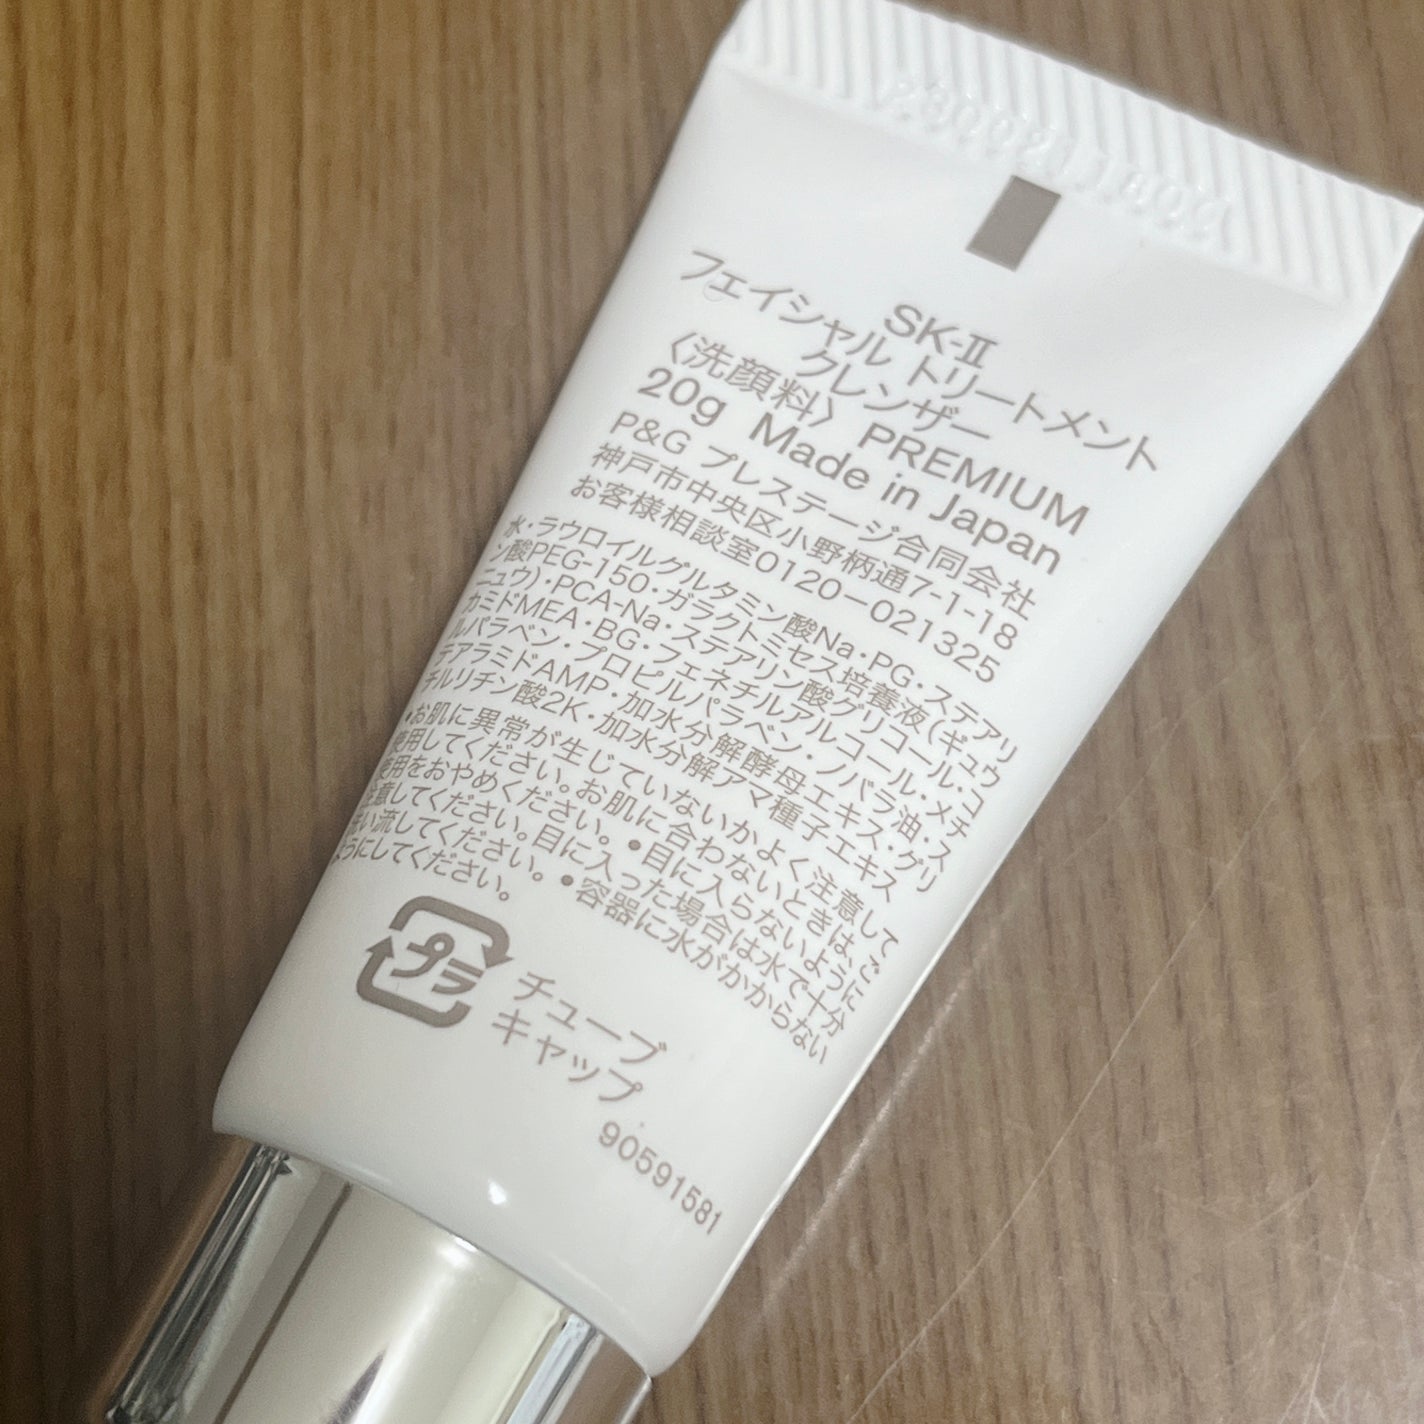 SK-II
フェイシャル トリートメント
クレンザー
〈洗顔料〉 PREMIUM
20g Made in Japan
P&G プレステージ合同会社
神戸市中央区小野柄通7-1-18
お客様相談室0120-021325
水・ラウロイルグルタミン酸Na・PG・ステアリ
ン酸PEG-150・ガラクトミセス培養液(ギュウ
ニュウ)・PCA-Na・ステアリン酸グリコール・コ
カミドMEA・BG・フェネチルアルコール・メチ
ルパラベン・プロピルパラベン・ノバラ油・ス
テアラミドAMP・加水分解酵母エキス・グリ
チルリチン酸2K・加水分解アマ種子エキス
•お肌に異常が生じていないかよく注意して
使用してください。お肌に合わないときは、ご
使用をおやめください。 •目に入らないように
注意してください。目に入った場合は水で十分
洗い流してください。 •容器に水がかからない
ようにしてください。
プラ
チューブ
キャップ
90591581